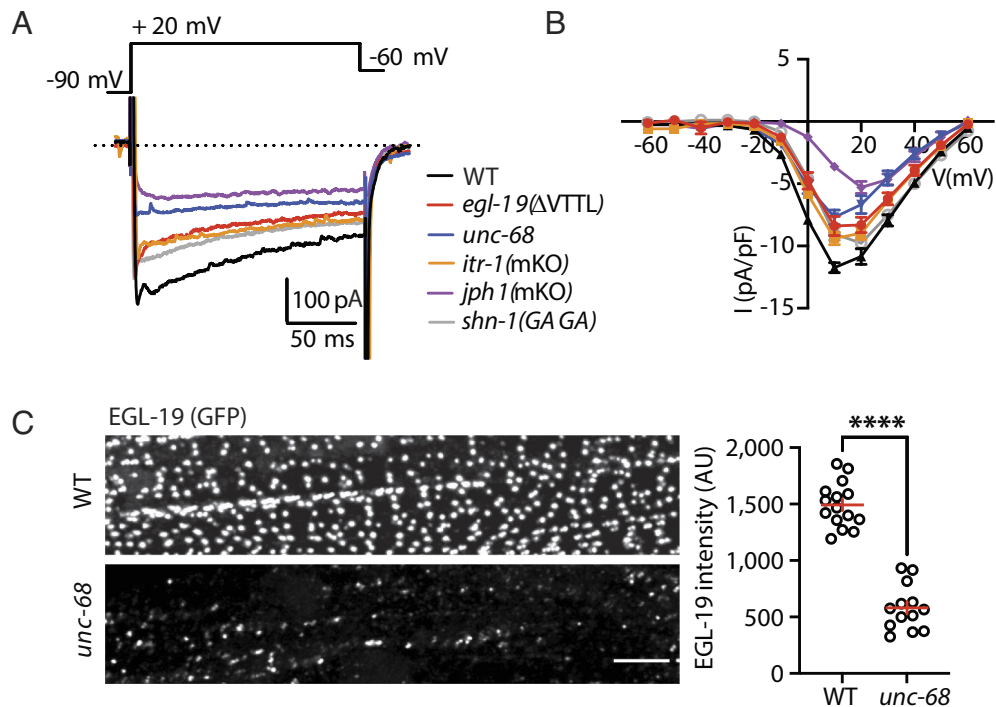 A
+ 20 mV
-90 mV
-60 mV
WT
egl-19(ΔVTTL)
unc-68
itr-1(mKO)
jph1(mKO)
shn-1(GAGA)
100 pA
50 ms
B
5
-60 -40 -20 20 40 60
V(mV)
-5
-10
-15
I (pA/pF)
C
EGL-19 (GFP)
WT
unc-68
****
EGL-19 intensity (AU)
2,000
1,500
1,000
500
0
WT unc-68